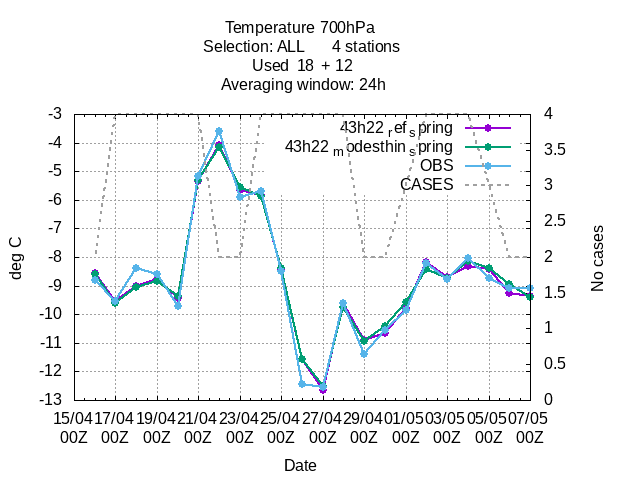 Temperature 700hPa
Selection: ALL 4 stations
Used 18 + 12
Averaging window: 24h
43h22_ref_spring
43h22_modesthin_spring
OBS
CASES
deg C
-3
-4
-5
-6
-7
-8
-9
-10
-11
-12
-13
4
3.5
3
2.5
2
1.5
1
0.5
0
No cases
15/04 17/04 19/04 21/04 23/04 25/04 27/04 29/04 01/05 03/05 05/05 07/05
00Z 00Z 00Z 00Z 00Z 00Z 00Z 00Z 00Z 00Z 00Z 00Z
Date